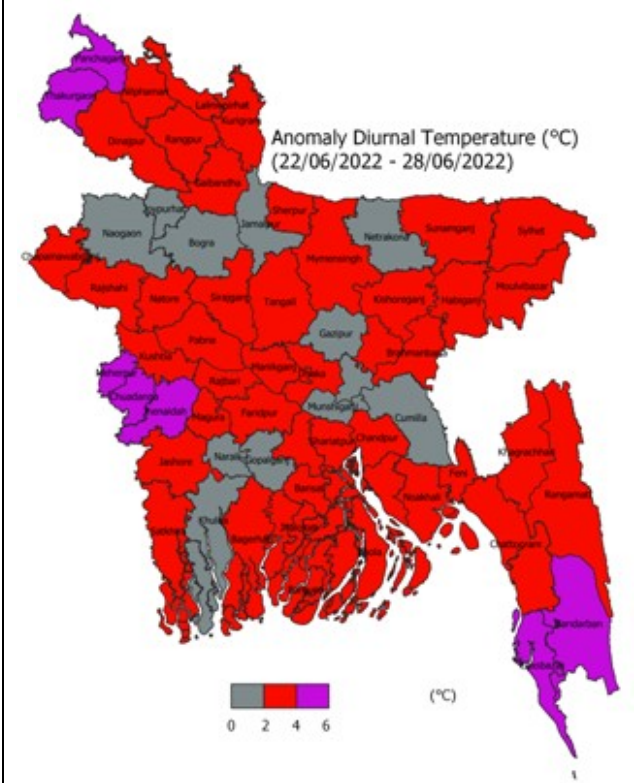 Panchagarh
Thakurgaon
Nilphamari
Lalmonirhat
Kurigram
Dinajpur
Rangpur
Anomaly Diurnal Temperature (°C)
(22/06/2022 - 28/06/2022)
Gaibandha
Joypurhat
Naogaon
Bogra
Jamalpur
Sherpur
Netrakona
Sunamganj
Sylhet
Mymensingh
Chapainawabganj
Rajshahi
Natore
Sirajganj
Tangail
Kishoreganj
Habiganj
Moulvibazar
Pabna
Gazipur
Kushtia
Brahmanbaria
Meherpur
Rajbari
Manikganj
Dhaka
Chuadanga
Jhenaidah
Magura
Faridpur
Munshiganj
Cumilla
Jashore
Narail
Gopalganj
Shariatpur
Chandpur
Khagrachhari
Feni
Barisal
Noakhali
Rangamati
Satkhira
Khulna
Bagerhat
Bhola
Chattogram
Bandarban
(°C)
0 2 4 6